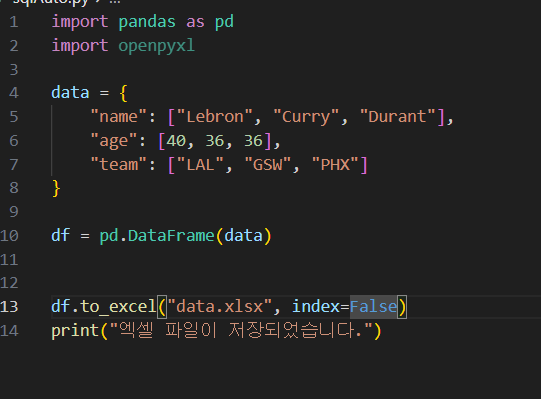 sqlAuto.py > ...
1 import pandas as pd
2 import openpyxl
3
4 data = {
5     "name": ["Lebron", "Curry", "Durant"],
6     "age": [40, 36, 36],
7     "team": ["LAL", "GSW", "PHX"]
8 }
9
10 df = pd.DataFrame(data)
11
12
13 df.to_excel("data.xlsx", index=False)
14 print("엑셀 파일이 저장되었습니다.")